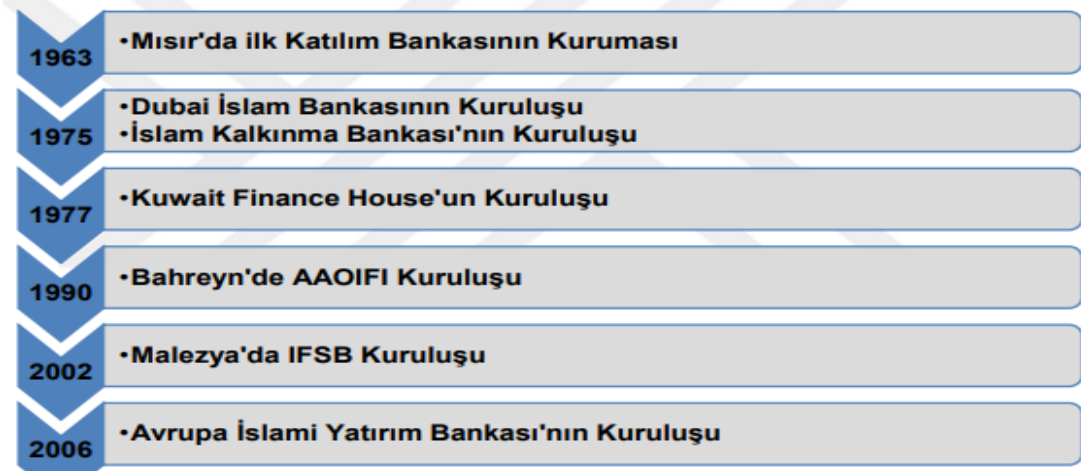 1963
•Mısır'da ilk Katılım Bankasının Kuruması
1975
•Dubai İslam Bankasının Kuruluşu
•İslam Kalkınma Bankası'nın Kuruluşu
1977
•Kuwait Finance House'un Kuruluşu
1990
•Bahreyn'de AAOIFI Kuruluşu
2002
•Malezya'da IFSB Kuruluşu
2006
•Avrupa İslami Yatırım Bankası'nın Kuruluşu